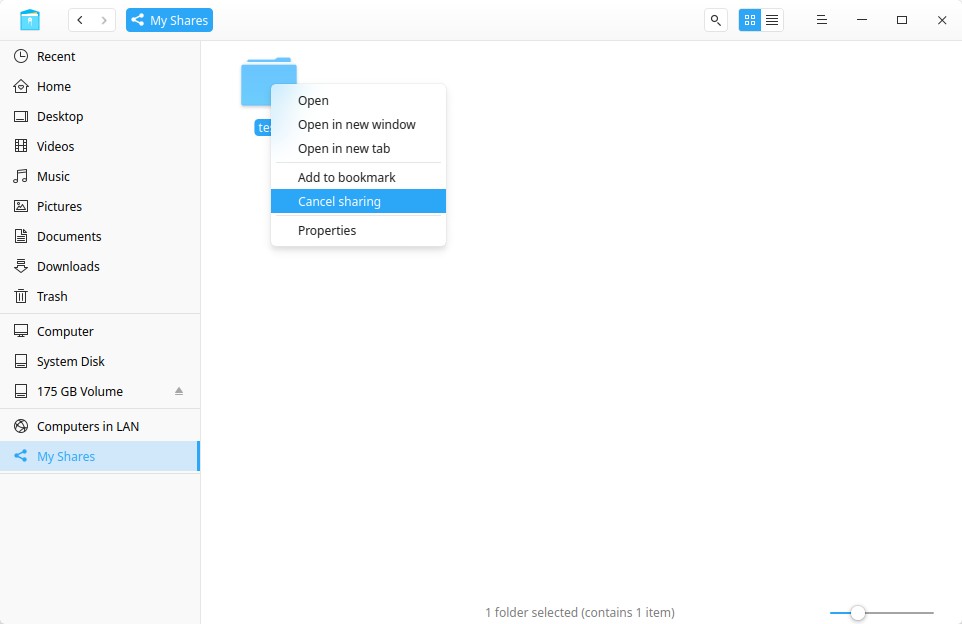 My Shares
Recent
Home
Desktop
Videos
Music
Pictures
Documents
Downloads
Trash
Computer
System Disk
175 GB Volume
Computers in LAN
My Shares
Open
Open in new window
Open in new tab
Add to bookmark
Cancel sharing
Properties
1 folder selected (contains 1 item)